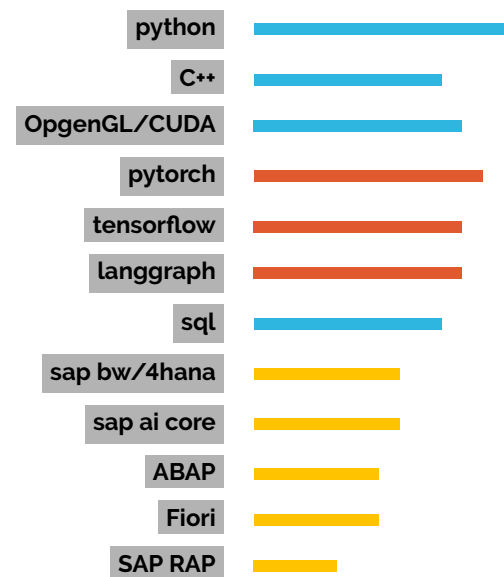 python
C++
OpgenGL/CUDA
pytorch
tensorflow
langgraph
sql
sap bw/4hana
sap ai core
ABAP
Fiori
SAP RAP